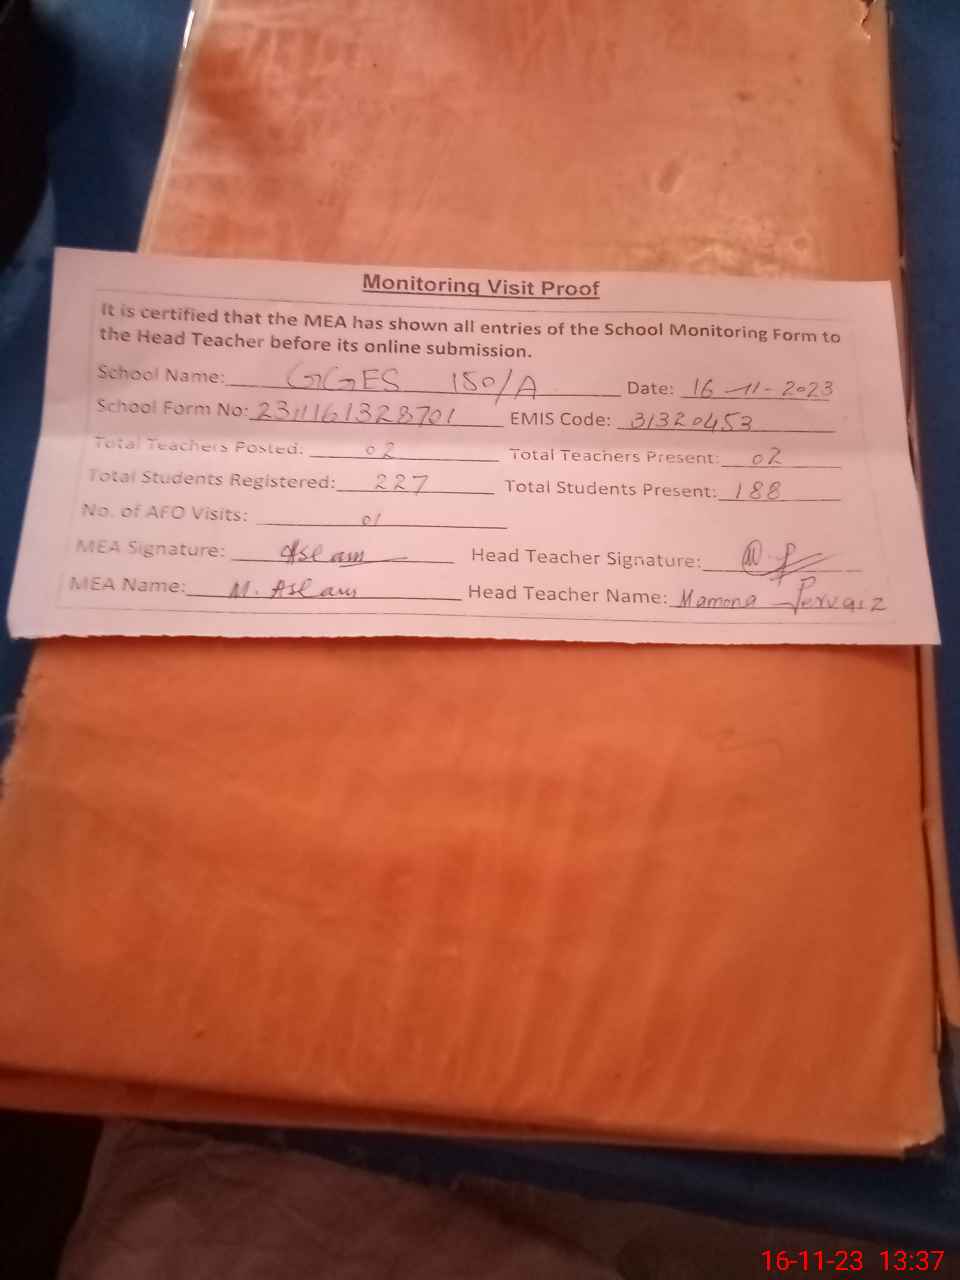 Monitoring Visit Proof
It is certified that the MEA has shown all entries of the School Monitoring Form to
the Head Teacher before its online submission.
School Name: GGES 150/A Date: 16-11-2023
School Form No: 2311161328701 EMIS Code: 31320453
Total Teachers Posted: 02 Total Teachers Present: 02
Total Students Registered: 227 Total Students Present: 188
No. of AFO Visits: 01
MEA Signature: Aslam Head Teacher Signature:
MEA Name: M. Aslam Head Teacher Name: Mamona Pervaiz
16-11-23 13:37